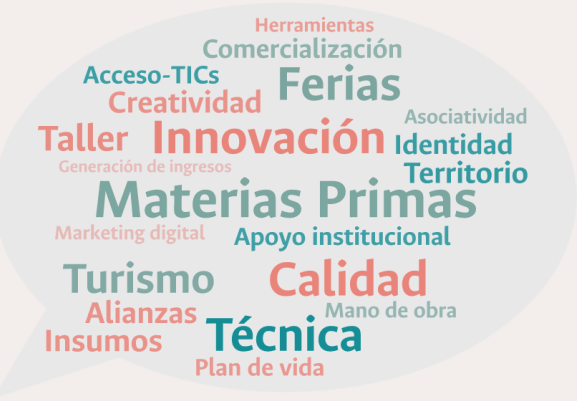 Herramientas
Comercialización
Acceso-TICs
Ferias
Creatividad
Asociatividad
Taller
Innovación
Identidad
Generación de ingresos
Territorio
Materias Primas
Marketing digital
Apoyo institucional
Turismo
Calidad
Alianzas
Mano de obra
Insumos
Técnica
Plan de vida